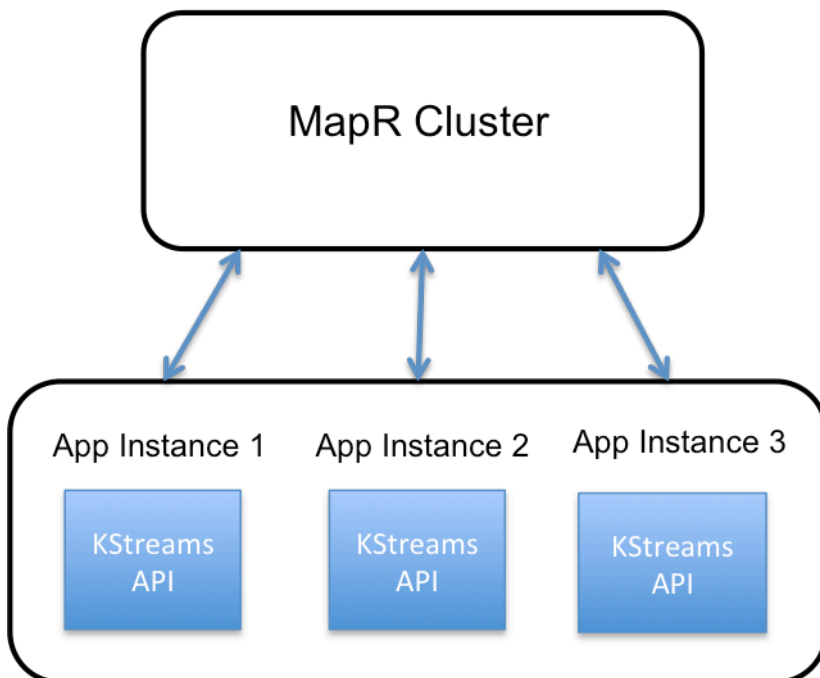 MapR Cluster
App Instance 1
App Instance 2
App Instance 3
KStreams
API
KStreams
API
KStreams
API